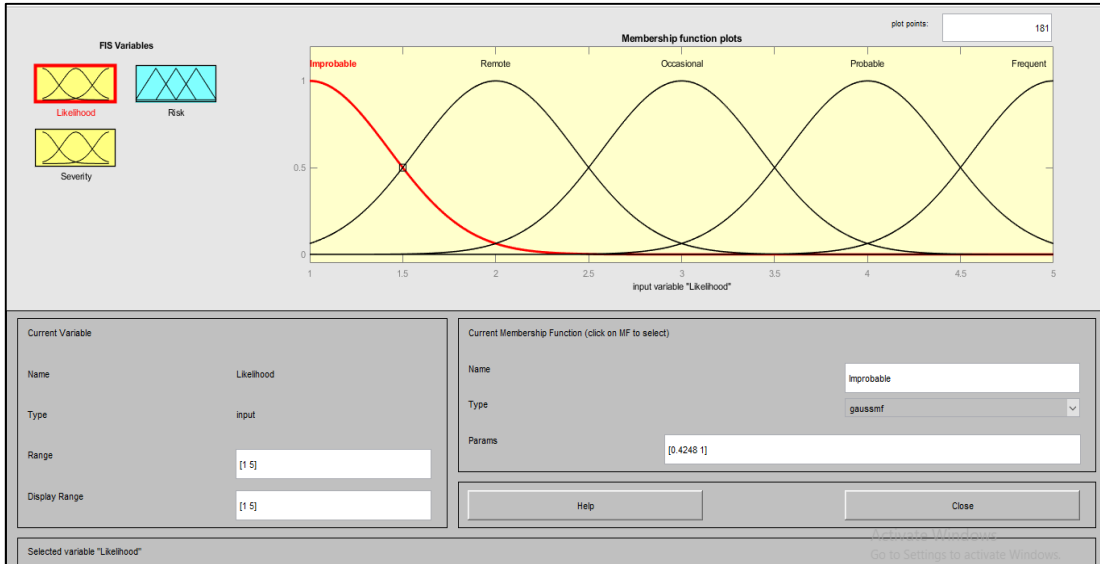 plot points:
181
FIS Variables
Membership function plots
Improbable Remote Occasional Probable Frequent
Likelihood
Risk
Severity
1
0.5
0
1 1.5 2 2.5 3 3.5 4 4.5 5
input variable "Likelihood"
Current Variable
Name Likelihood
Type input
Range [1 5]
Display Range [1 5]
Current Membership Function (click on MF to select)
Name Improbable
Type gaussmf
Params [0.4248 1]
Help Close
Selected variable "Likelihood"
Activate Windows
Go to Settings to activate Windows.